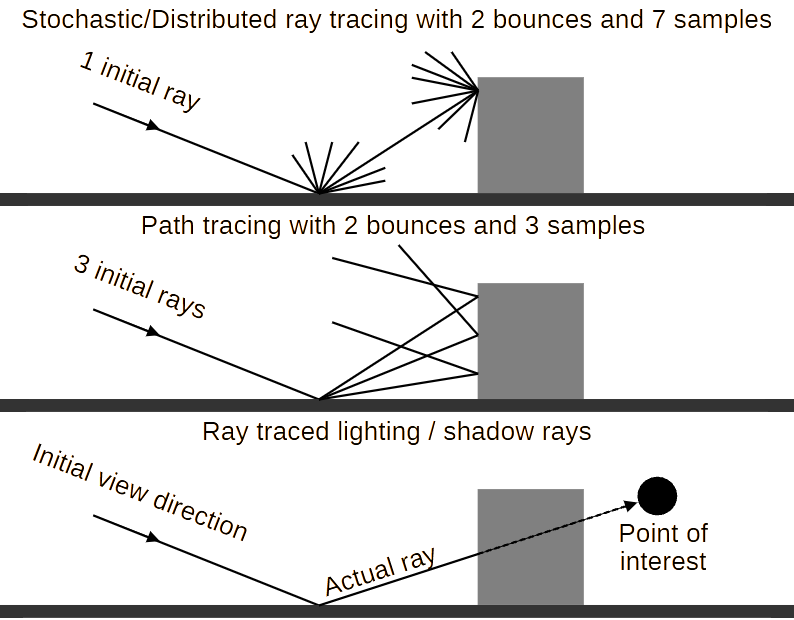 Stochastic/Distributed ray tracing with 2 bounces and 7 samples
1 initial ray
Path tracing with 2 bounces and 3 samples
3 initial rays
Ray traced lighting / shadow rays
Initial view direction
Actual ray
Point of
interest